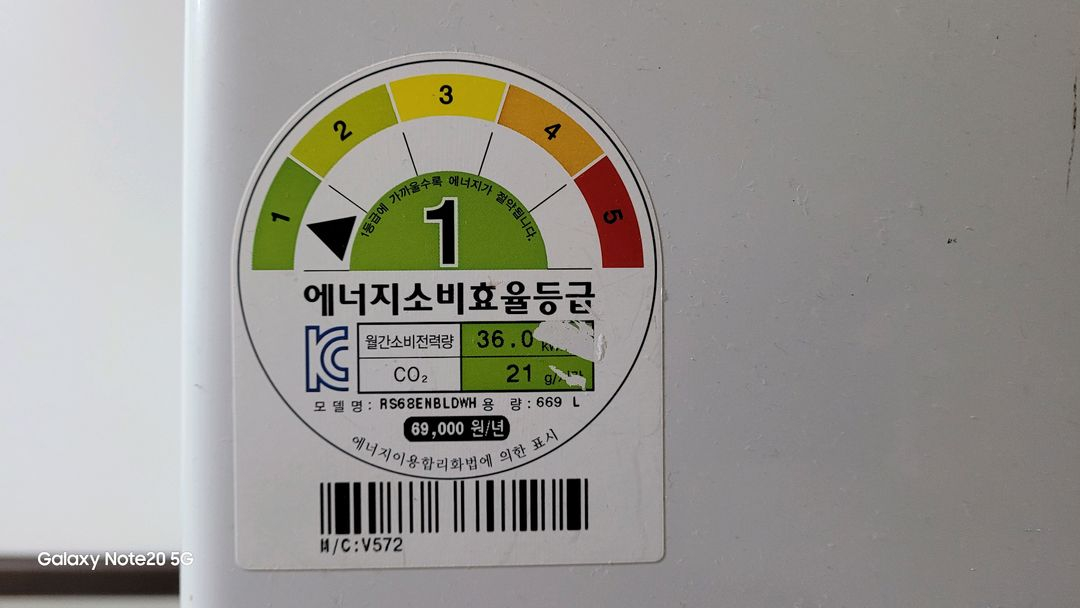 1
2
3
4
5
1등급에 가까울수록 에너지가 절약됩니다.
1
에너지소비효율등급
월간소비전력량 36.0
CO₂ 21 g/시간
모델명: RS68ENBLDWH 용 량: 669 L
69,000 원/년
에너지이용합리화법에 의한 표시
M/C:V572
Galaxy Note20 5G